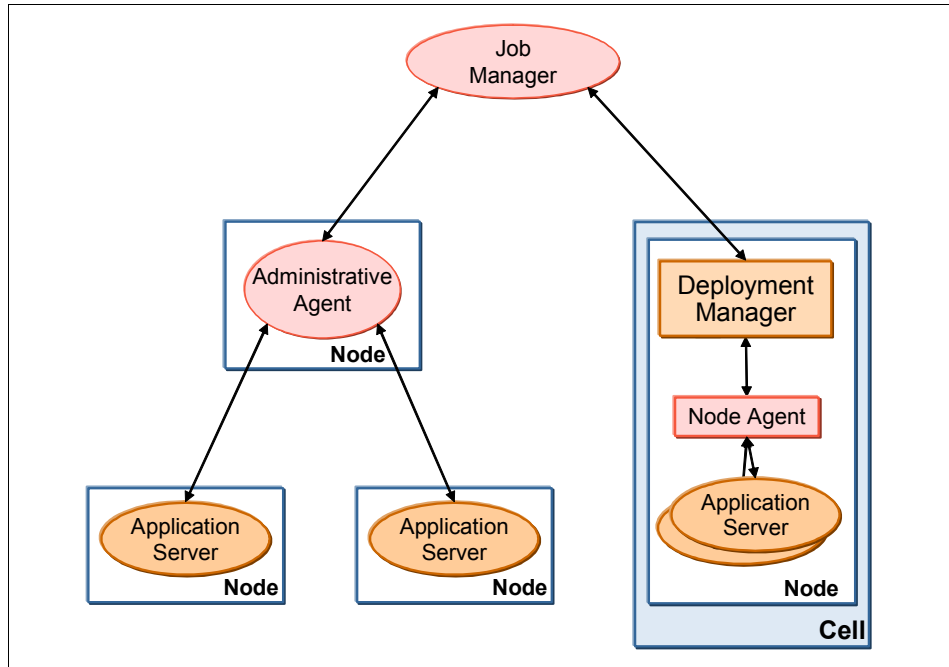 Job
Manager
Administrative
Agent
Node
Application
Server
Node
Application
Server
Node
Deployment
Manager
Node Agent
Application
Server
Node
Cell